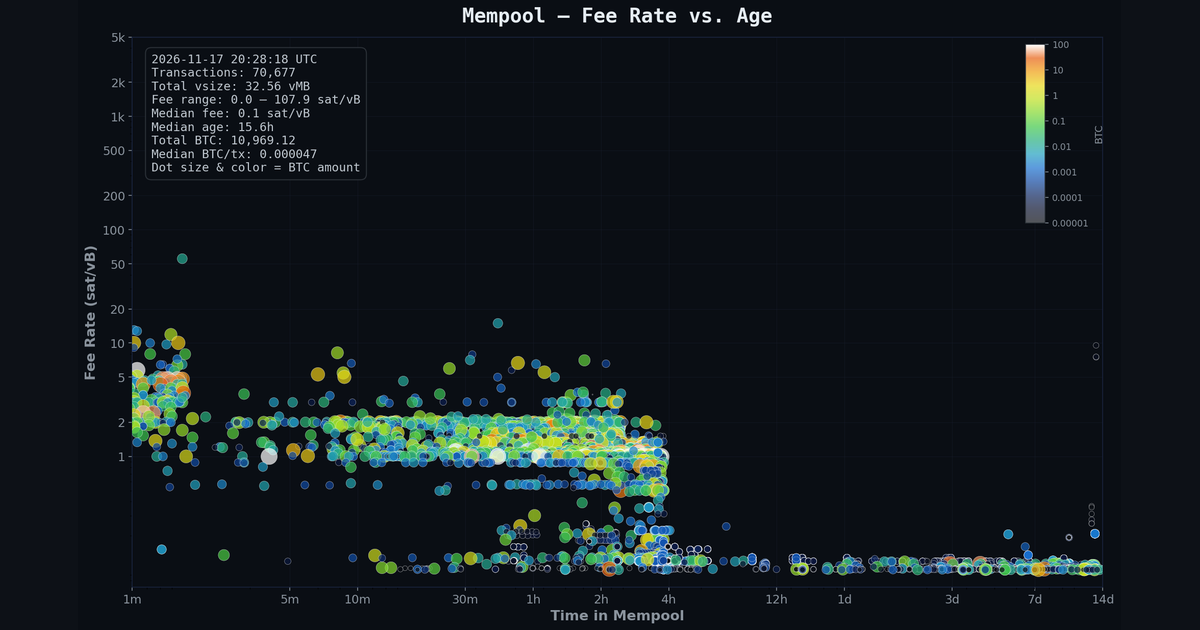 Mempool — Fee Rate vs. Age
5k
2k
1k
500
200
100
50
20
10
5
2
1
Fee Rate (sat/vB)
2026-11-17 20:28:18 UTC
Transactions: 70,677
Total vsize: 32.56 vMB
Fee range: 0.0 — 107.9 sat/vB
Median fee: 0.1 sat/vB
Median age: 15.6h
Total BTC: 10,969.12
Median BTC/tx: 0.000047
Dot size & color = BTC amount
100
10
1
0.1
0.01
0.001
0.0001
0.00001
BTC
1m 5m 10m 30m 1h 2h 4h 12h 1d 3d 7d 14d
Time in Mempool